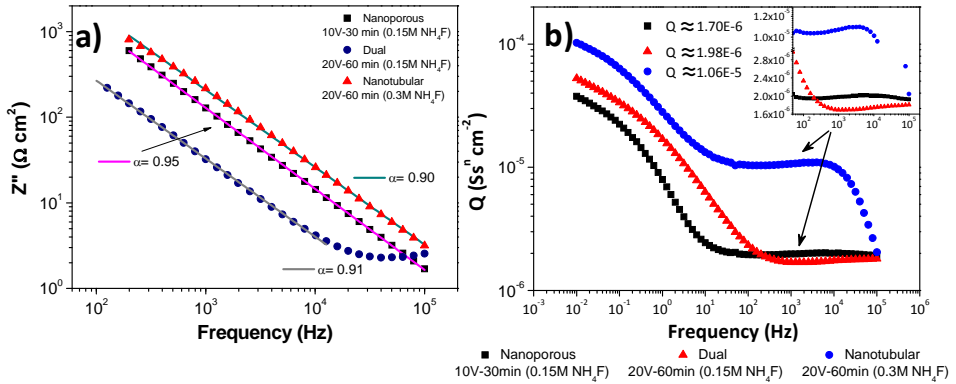 a)
Nanoporous
10V-30 min (0.15M NH₄F)
Dual
20V-60 min (0.15M NH₄F)
Nanotubular
20V-60 min (0.3M NH₄F)
α= 0.95
α= 0.90
α= 0.91
Z'' (Ω cm²)
10³
10²
10¹
10⁰
10² 10³ 10⁴ 10⁵
Frequency (Hz)
b)
Q ≈1.70E-6
Q ≈1.98E-6
Q ≈1.06E-5
1.2x10⁻⁵
1.0x10⁻⁵
2.8x10⁻⁶
2.4x10⁻⁶
2.0x10⁻⁶
1.6x10⁻⁶
10² 10³ 10⁴ 10⁵
Q (Ssⁿ cm⁻²)
10⁻⁴
10⁻⁵
10⁻⁶
10⁻³ 10⁻² 10⁻¹ 10⁰ 10¹ 10² 10³ 10⁴ 10⁵ 10⁶
Frequency (Hz)
Nanoporous
10V-30min (0.15M NH₄F)
Dual
20V-60min (0.15M NH₄F)
Nanotubular
20V-60min (0.3M NH₄F)